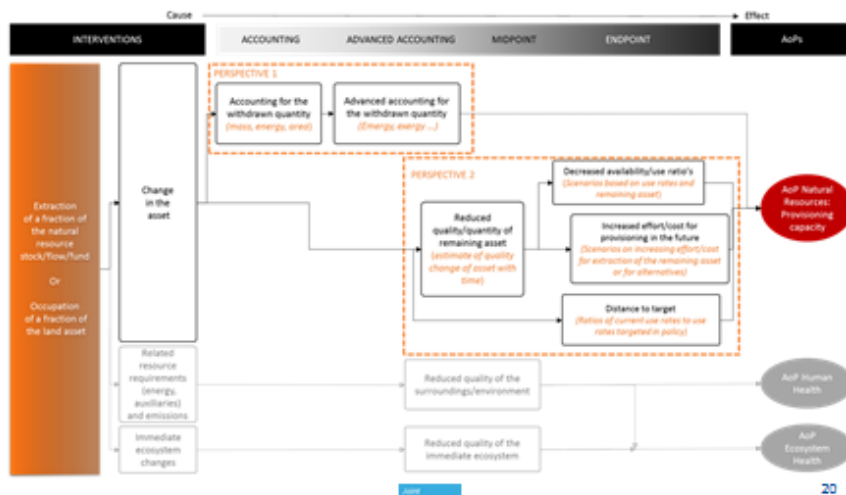 Cause
Effect
INTERVENTIONS
ACCOUNTING
ADVANCED ACCOUNTING
MIDPOINT
ENDPOINT
AoPs
PERSPECTIVE 1
Accounting for the
withdrawn quantity
(mass, energy, area)
Advanced accounting for
the withdrawn quantity
(Emergy, exergy ...)
Extraction
of a fraction of
the natural
resource
stock/flow/fund
Or
Occupation
of a fraction of
the land asset
Change in
the asset
PERSPECTIVE 2
Reduced
quality/quantity of
remaining asset
(estimate of quality
change of asset with
time)
Decreased availability/use ratio's
(Scenarios based on use rates and
remaining asset)
Increased effort/cost for
provisioning in the future
(Scenarios on increasing effort/cost
for extraction of the remaining asset
or for alternatives)
Distance to target
(Ratios of current use rates to use
rates targeted in policy)
AoP Natural
Resources:
Provisioning
capacity
Related
resource
requirements
(energy,
auxiliaries)
and emissions
Reduced quality of the
surroundings/environment
AoP Human
Health
Immediate
ecosystem
changes
Reduced quality of the
immediate ecosystem
AoP
Ecosystem
Health
Joint
20